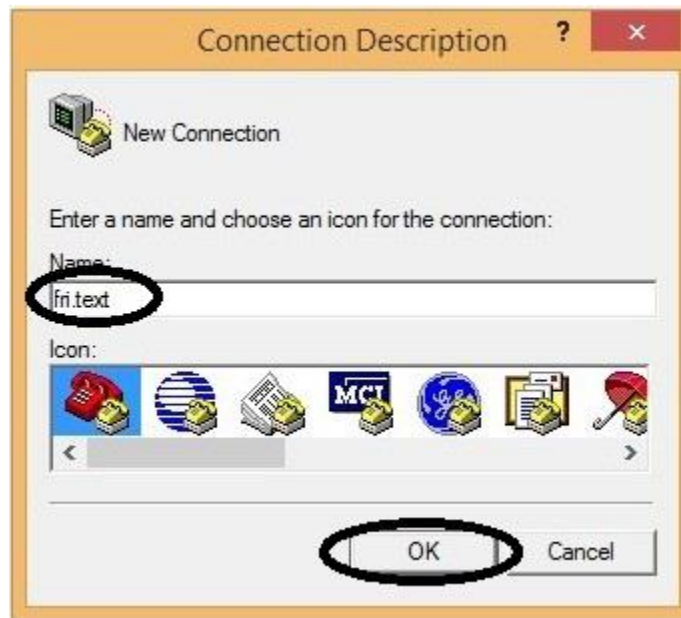 Connection Description ? ×
New Connection
Enter a name and choose an icon for the connection:
Name:
fri.text
Icon:
MCI
< >
OK Cancel